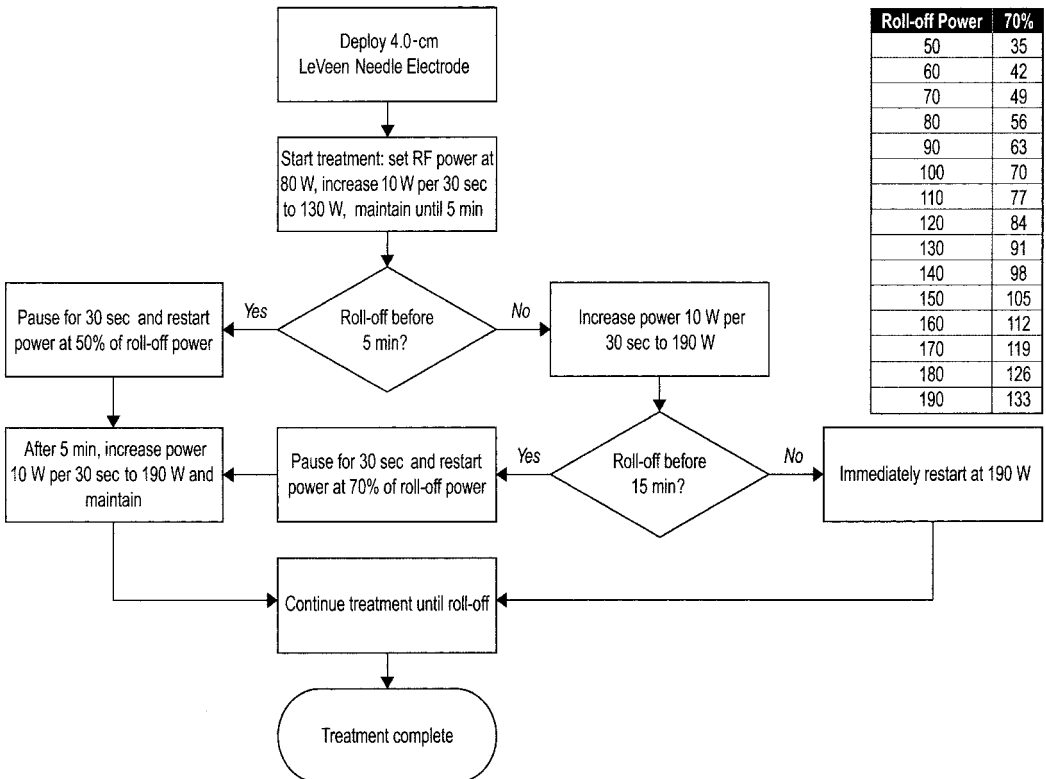 Deploy 4.0-cm
LeVeen Needle Electrode
Start treatment: set RF power at
80 W, increase 10 W per 30 sec
to 130 W, maintain until 5 min
Roll-off before
5 min?
Yes
No
Pause for 30 sec and restart
power at 50% of roll-off power
Increase power 10 W per
30 sec to 190 W
After 5 min, increase power
10 W per 30 sec to 190 W and
maintain
Pause for 30 sec and restart
power at 70% of roll-off power
Yes
Roll-off before
15 min?
No
Immediately restart at 190 W
Continue treatment until roll-off
Treatment complete
Roll-off Power 70%
50 35
60 42
70 49
80 56
90 63
100 70
110 77
120 84
130 91
140 98
150 105
160 112
170 119
180 126
190 133